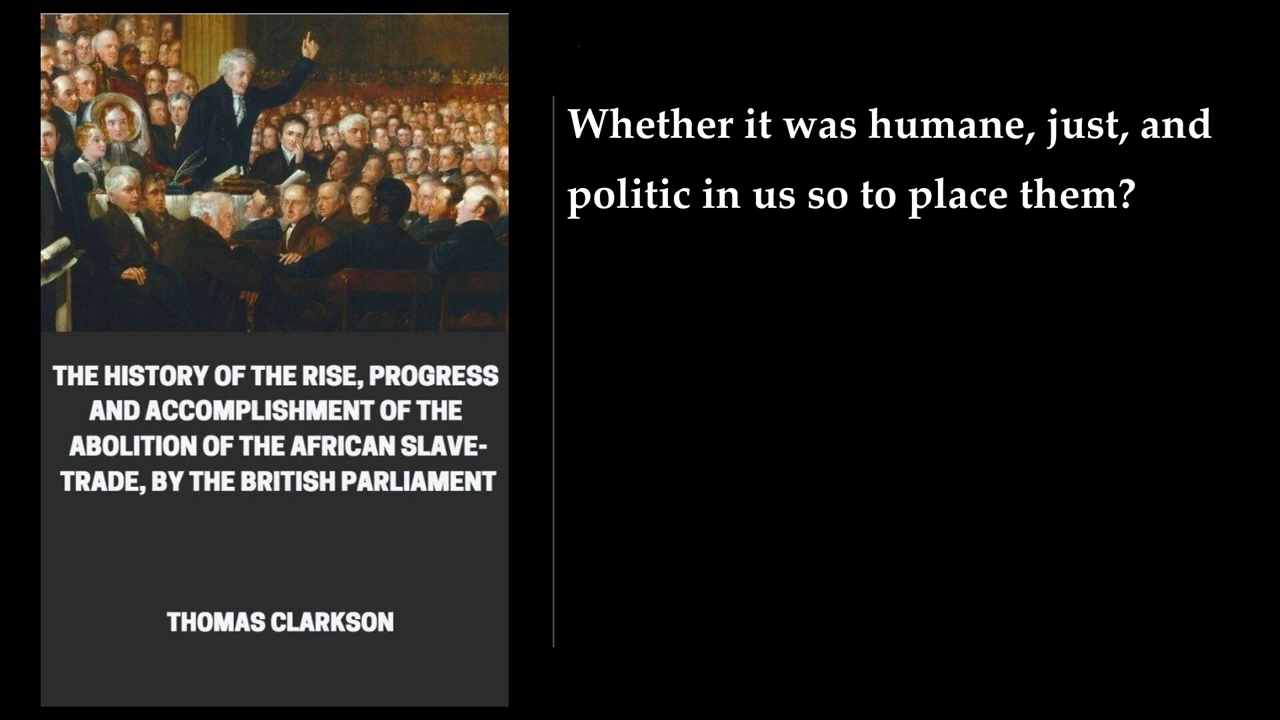 THE HISTORY OF THE RISE, PROGRESS
AND ACCOMPLISHMENT OF THE
ABOLITION OF THE AFRICAN SLAVE-
TRADE, BY THE BRITISH PARLIAMENT
THOMAS CLARKSON
Whether it was humane, just, and
politic in us so to place them?